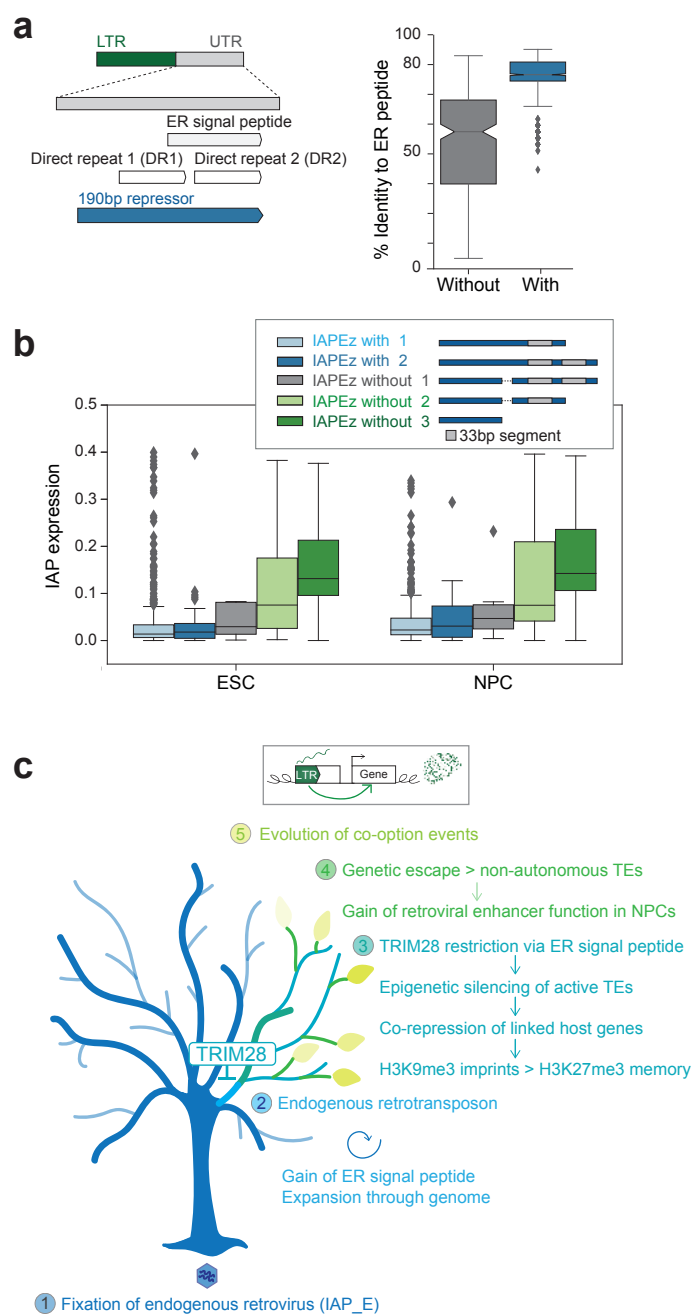 a
LTR
UTR
ER signal peptide
Direct repeat 1 (DR1)
Direct repeat 2 (DR2)
190bp repressor
% Identity to ER peptide
100
80
50
0
Without
With
b
IAPEz with 1
IAPEz with 2
IAPEz without 1
IAPEz without 2
IAPEz without 3
33bp segment
IAP expression
0.5
0.4
0.3
0.2
0.1
0.0
ESC
NPC
c
LTR
Gene
5 Evolution of co-option events
4 Genetic escape > non-autonomous TEs
Gain of retroviral enhancer function in NPCs
3 TRIM28 restriction via ER signal peptide
Epigenetic silencing of active TEs
Co-repression of linked host genes
H3K9me3 imprints > H3K27me3 memory
TRIM28
2 Endogenous retrotransposon
Gain of ER signal peptide
Expansion through genome
1 Fixation of endogenous retrovirus (IAP_E)